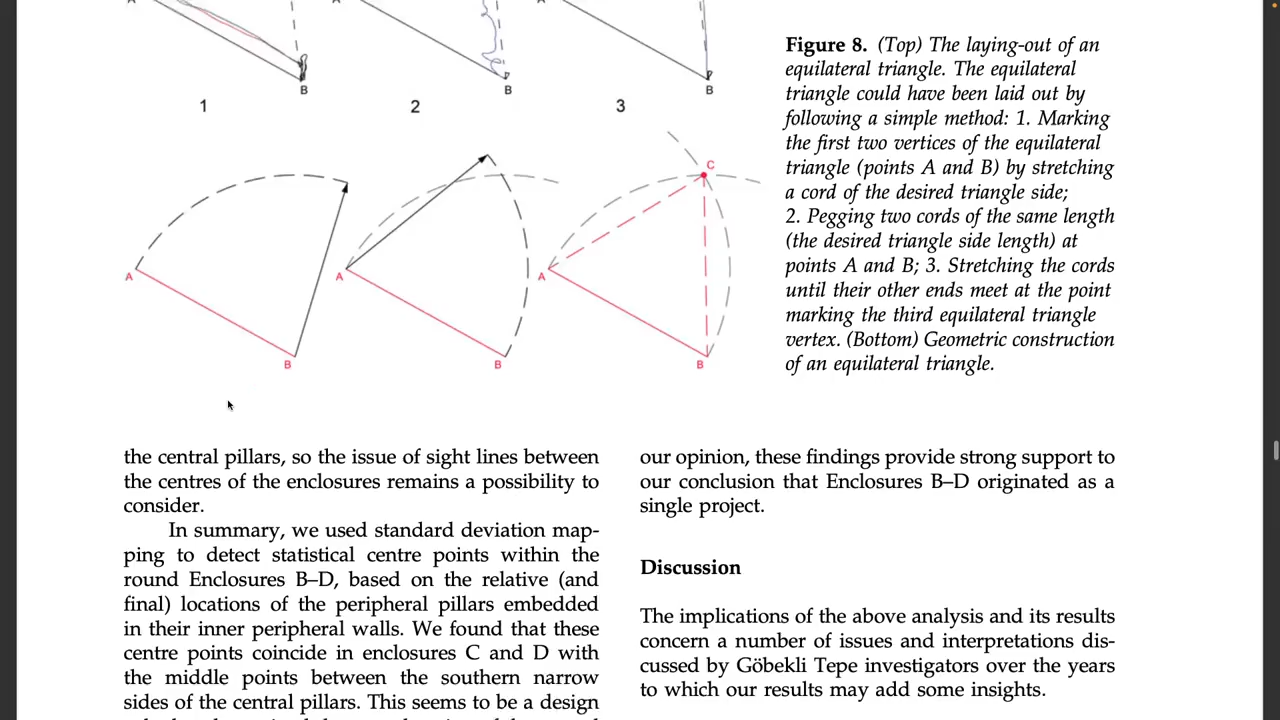 A
B
1
B
2
B
3
A
B
A
B
A
B
C
Figure 8. (Top) The laying-out of an
equilateral triangle. The equilateral
triangle could have been laid out by
following a simple method: 1. Marking
the first two vertices of the equilateral
triangle (points A and B) by stretching
a cord of the desired triangle side;
2. Pegging two cords of the same length
(the desired triangle side length) at
points A and B; 3. Stretching the cords
until their other ends meet at the point
marking the third equilateral triangle
vertex. (Bottom) Geometric construction
of an equilateral triangle.
the central pillars, so the issue of sight lines between
the centres of the enclosures remains a possibility to
consider.
In summary, we used standard deviation map-
ping to detect statistical centre points within the
round Enclosures B–D, based on the relative (and
final) locations of the peripheral pillars embedded
in their inner peripheral walls. We found that these
centre points coincide in enclosures C and D with
the middle points between the southern narrow
sides of the central pillars. This seems to be a design
our opinion, these findings provide strong support to
our conclusion that Enclosures B–D originated as a
single project.
Discussion
The implications of the above analysis and its results
concern a number of issues and interpretations dis-
cussed by Göbekli Tepe investigators over the years
to which our results may add some insights.